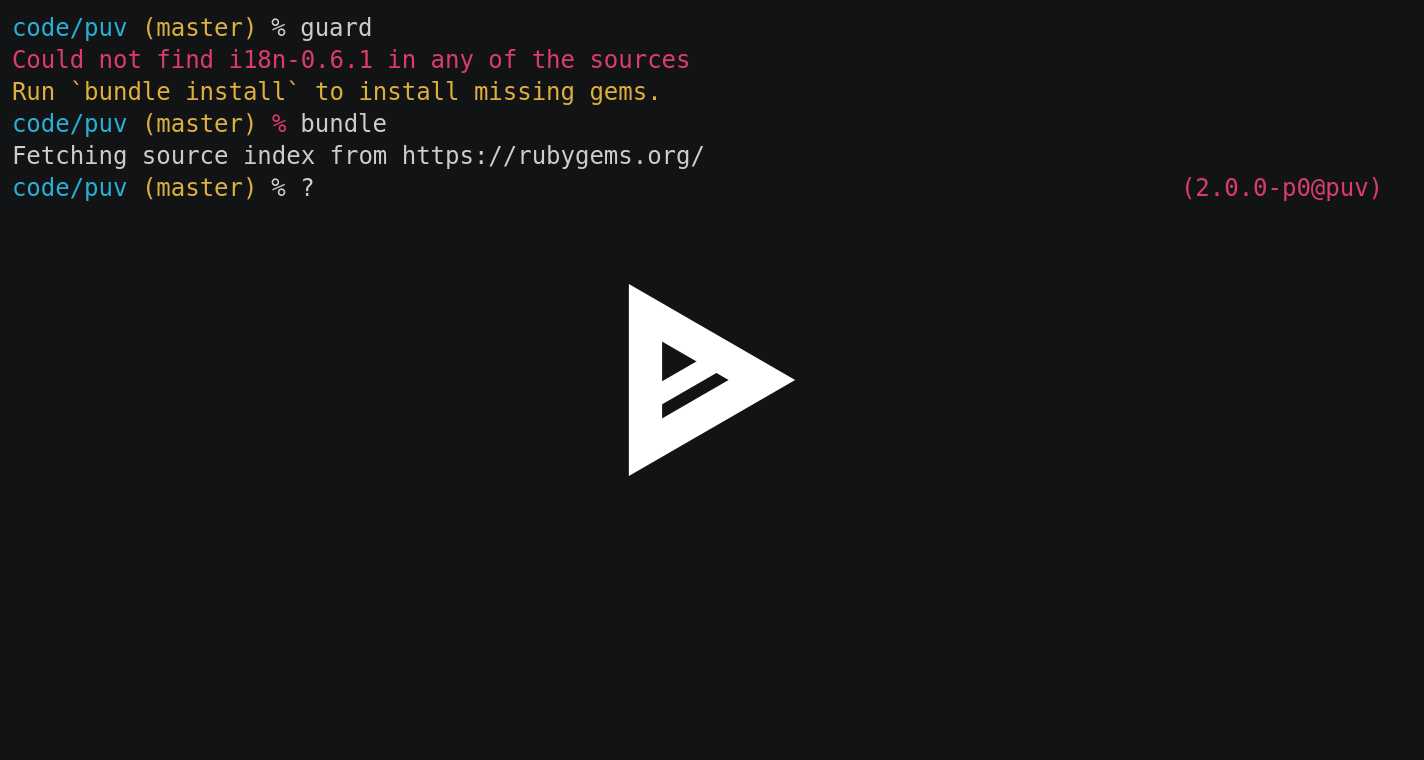 code/puv (master) % guard
Could not find i18n-0.6.1 in any of the sources
Run `bundle install` to install missing gems.
code/puv (master) % bundle
Fetching source index from https://rubygems.org/
code/puv (master) % ? (2.0.0-p0@puv)